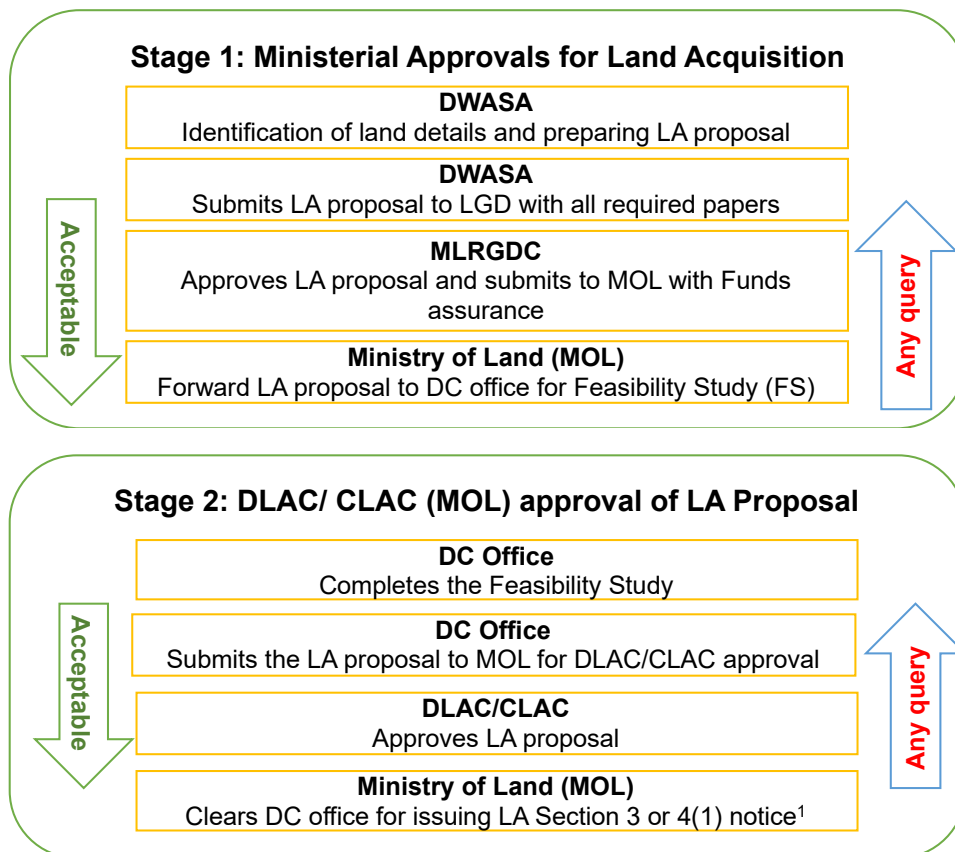 Stage 1: Ministerial Approvals for Land Acquisition
DWASA
Identification of land details and preparing LA proposal
DWASA
Submits LA proposal to LGD with all required papers
MLRGDC
Approves LA proposal and submits to MOL with Funds
assurance
Ministry of Land (MOL)
Forward LA proposal to DC office for Feasibility Study (FS)
Acceptable
Any query
Stage 2: DLAC/ CLAC (MOL) approval of LA Proposal
DC Office
Completes the Feasibility Study
DC Office
Submits the LA proposal to MOL for DLAC/CLAC approval
DLAC/CLAC
Approves LA proposal
Ministry of Land (MOL)
Clears DC office for issuing LA Section 3 or 4(1) notice¹
Acceptable
Any query